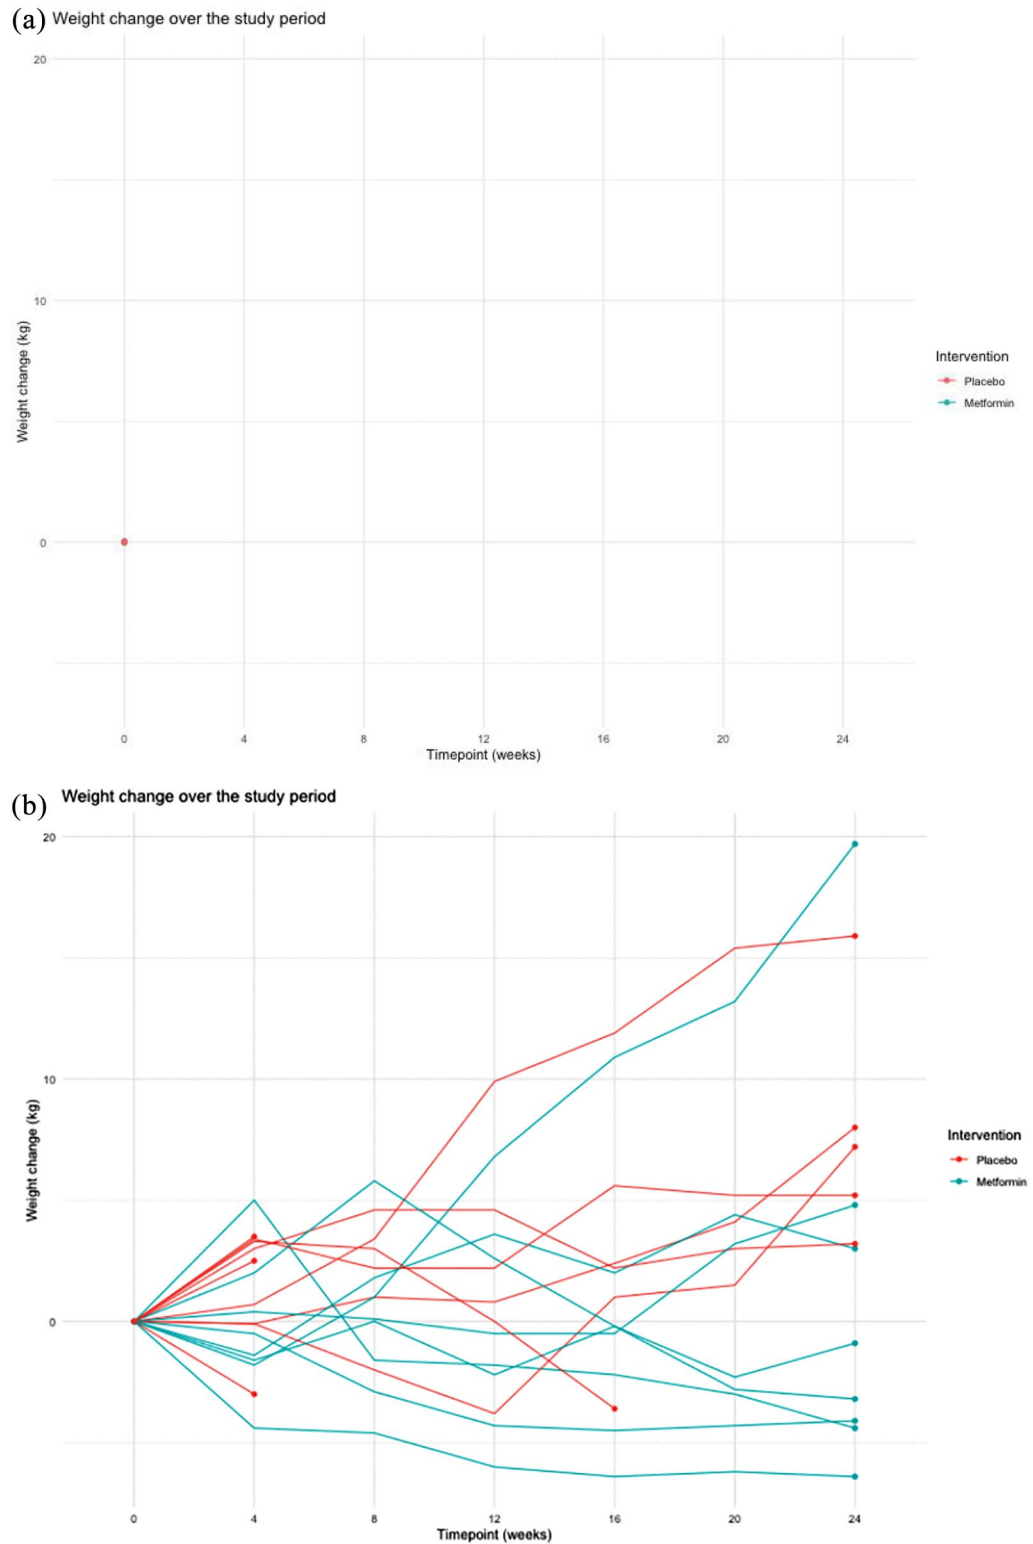 (a) Weight change over the study period
20
10
0
Weight change (kg)
0 4 8 12 16 20 24
Timepoint (weeks)
Intervention
Placebo
Metformin
(b) Weight change over the study period
20
10
0
Weight change (kg)
0 4 8 12 16 20 24
Timepoint (weeks)
Intervention
Placebo
Metformin